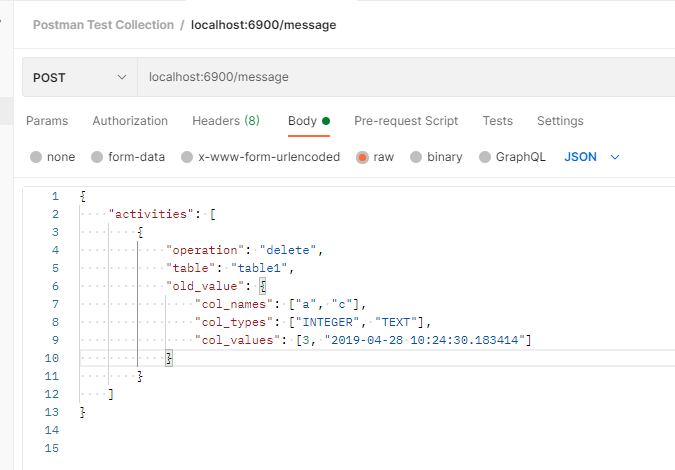 Postman Test Collection / localhost:6900/message
POST localhost:6900/message
Params Authorization Headers (8) Body Pre-request Script Tests Settings
none form-data x-www-form-urlencoded raw binary GraphQL JSON
1 {
2 "activities": [
3 {
4 "operation": "delete",
5 "table": "table1",
6 "old_value": {
7 "col_names": ["a", "c"],
8 "col_types": ["INTEGER", "TEXT"],
9 "col_values": [3, "2019-04-28 10:24:30.183414"]
10 }
11 }
12 ]
13 }
14
15